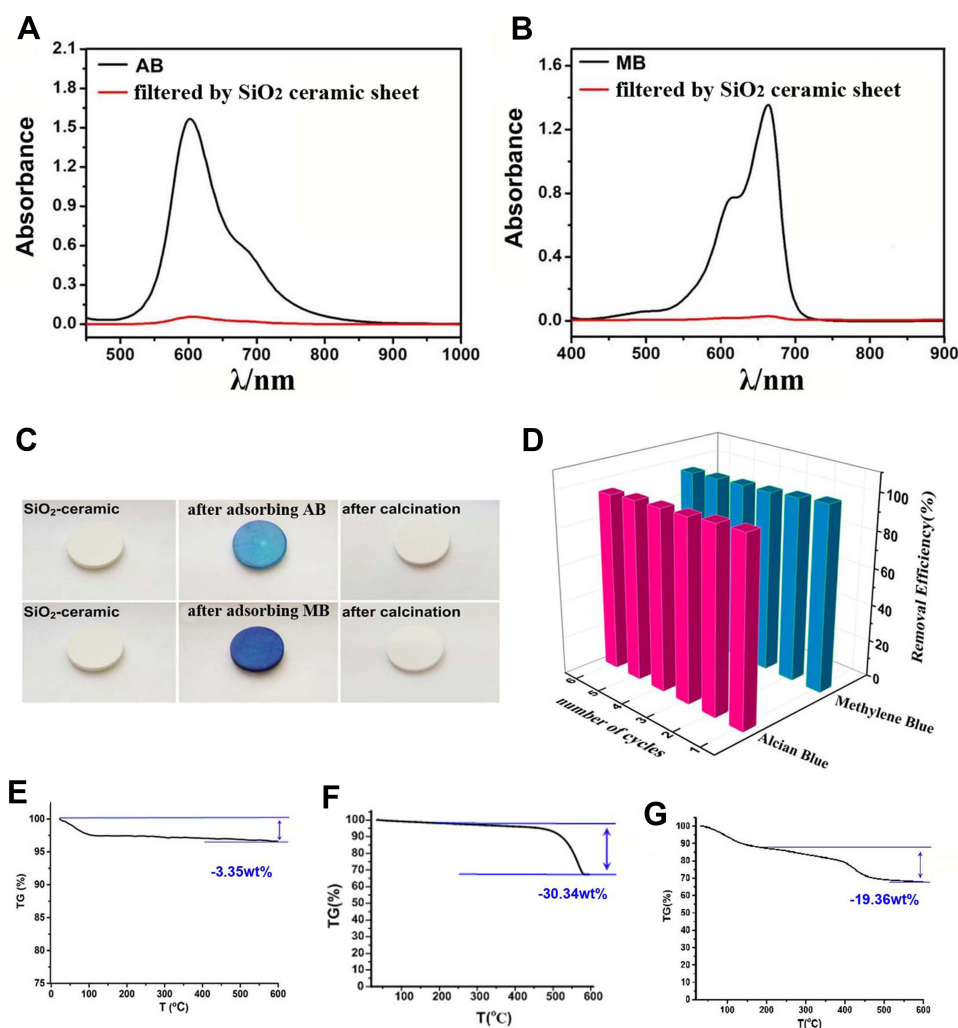 A
2.1
1.8
1.5
1.2
0.9
0.6
0.3
0.0
Absorbance
AB
filtered by SiO₂ ceramic sheet
500
600
700
800
900
1000
λ/nm
B
1.6
1.2
0.8
0.4
0.0
Absorbance
MB
filtered by SiO₂ ceramic sheet
400
500
600
700
800
900
λ/nm
C
SiO₂-ceramic
after adsorbing AB
after calcination
SiO₂-ceramic
after adsorbing MB
after calcination
D
100
80
60
40
20
0
Removal Efficiency(%)
6
5
4
3
2
1
number of cycles
Methylene Blue
Alcian Blue
E
100
95
90
85
80
75
TG (%)
-3.35wt%
0
100
200
300
400
500
600
T (°C)
F
100
90
80
70
60
50
40
30
20
10
0
TG(%)
-30.34wt%
100
200
300
400
500
600
T(°C)
G
100
90
80
70
60
50
40
30
20
10
0
TG(%)
-19.36wt%
100
200
300
400
500
600
T(°C)